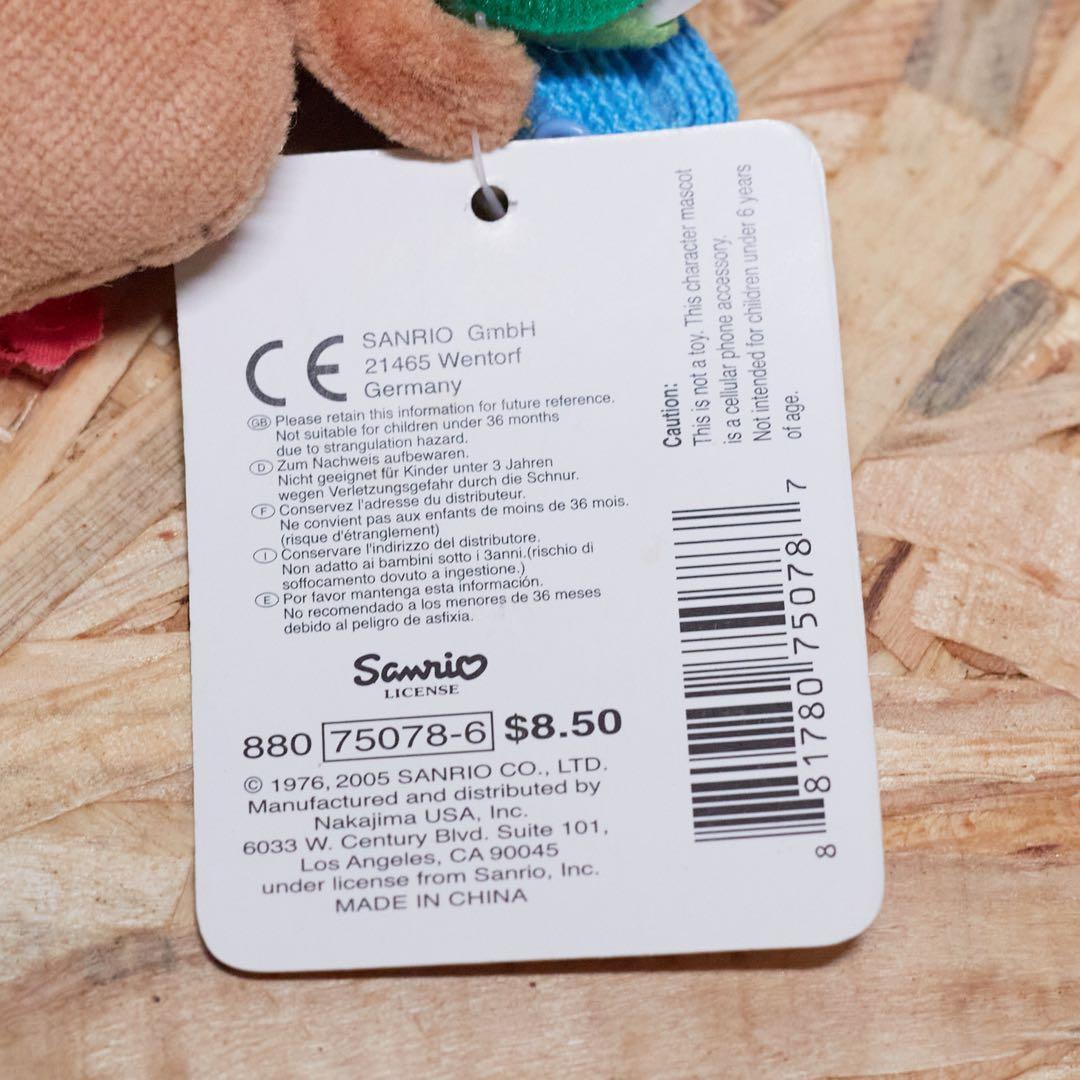 CE
SANRIO GmbH
21465 Wentorf
Germany
GB Please retain this information for future reference.
Not suitable for children under 36 months
due to strangulation hazard.
D Zum Nachweis aufbewaren.
Nicht geeignet für Kinder unter 3 Jahren
wegen Verletzungsgefahr durch die Schnur.
F Conservez l'adresse du distributeur.
Ne convient pas aux enfants de moins de 36 mois.
(risque d'étranglement)
I Conservare l'indirizzo del distributore.
Non adatto ai bambini sotto i 3anni.(rischio di
soffocamento dovuto a ingestione.)
E Por favor mantenga esta información.
No recomendado a los menores de 36 meses
debido al peligro de asfixia.
Sanrio
LICENSE
880 75078-6 $8.50
© 1976, 2005 SANRIO CO., LTD.
Manufactured and distributed by
Nakajima USA, Inc.
6033 W. Century Blvd. Suite 101,
Los Angeles, CA 90045
under license from Sanrio, Inc.
MADE IN CHINA
Caution:
This is not a toy. This character mascot
is a cellular phone accessory.
Not intended for children under 6 years
of age.
8 81780 75078 7